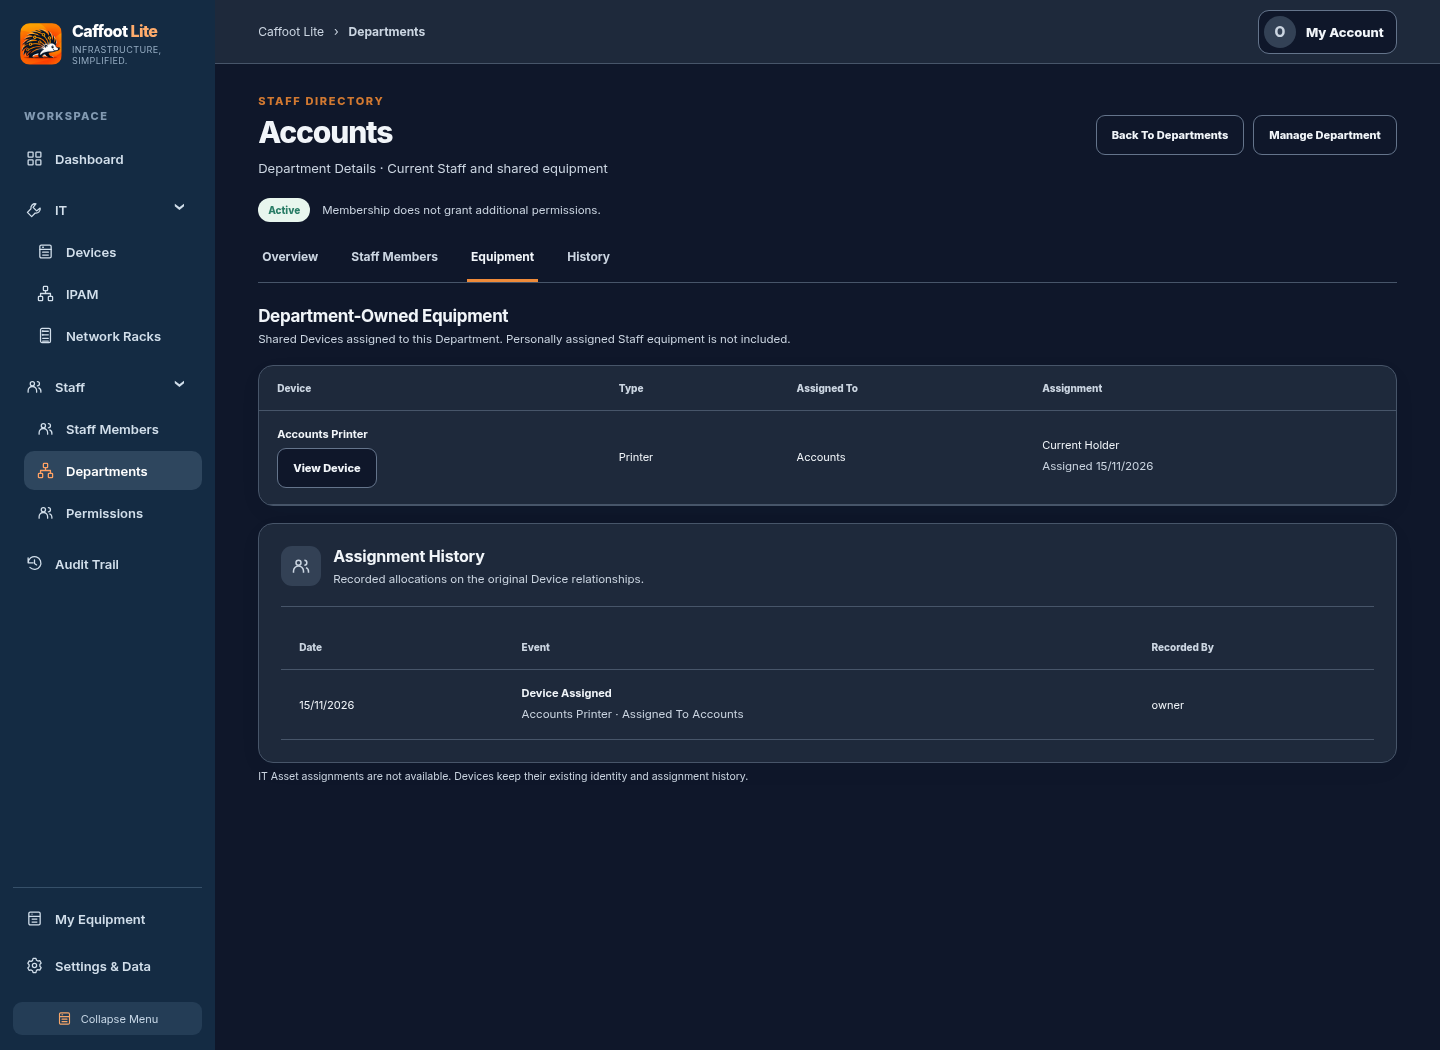 Caffoot Lite
INFRASTRUCTURE,
SIMPLIFIED.
WORKSPACE
Dashboard
IT
Devices
IPAM
Network Racks
Staff
Staff Members
Departments
Permissions
Audit Trail
My Equipment
Settings & Data
Collapse Menu
Caffoot Lite › Departments
O My Account
STAFF DIRECTORY
Accounts
Department Details · Current Staff and shared equipment
Back To Departments Manage Department
Active Membership does not grant additional permissions.
Overview Staff Members Equipment History
Department-Owned Equipment
Shared Devices assigned to this Department. Personally assigned Staff equipment is not included.
Device Type Assigned To Assignment
Accounts Printer
View Device
Printer
Accounts
Current Holder
Assigned 15/11/2026
Assignment History
Recorded allocations on the original Device relationships.
Date Event Recorded By
15/11/2026
Device Assigned
Accounts Printer · Assigned To Accounts
owner
IT Asset assignments are not available. Devices keep their existing identity and assignment history.